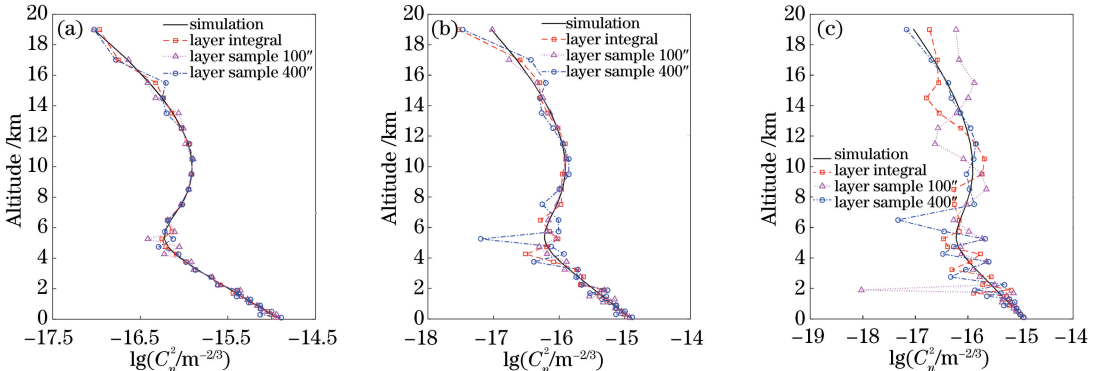 (a)
simulation
layer integral
layer sample 100″
layer sample 400″
20
18
16
14
12
10
8
6
4
2
0
Altitude /km
−17.5 −16.5 −15.5 −14.5
lg(C²ₙ/m⁻²/³)
(b)
simulation
layer integral
layer sample 100″
layer sample 400″
20
18
16
14
12
10
8
6
4
2
0
Altitude /km
−18 −17 −16 −15 −14
lg(C²ₙ/m⁻²/³)
(c)
simulation
layer integral
layer sample 100″
layer sample 400″
20
18
16
14
12
10
8
6
4
2
0
Altitude /km
−19 −18 −17 −16 −15 −14
lg(C²ₙ/m⁻²/³)